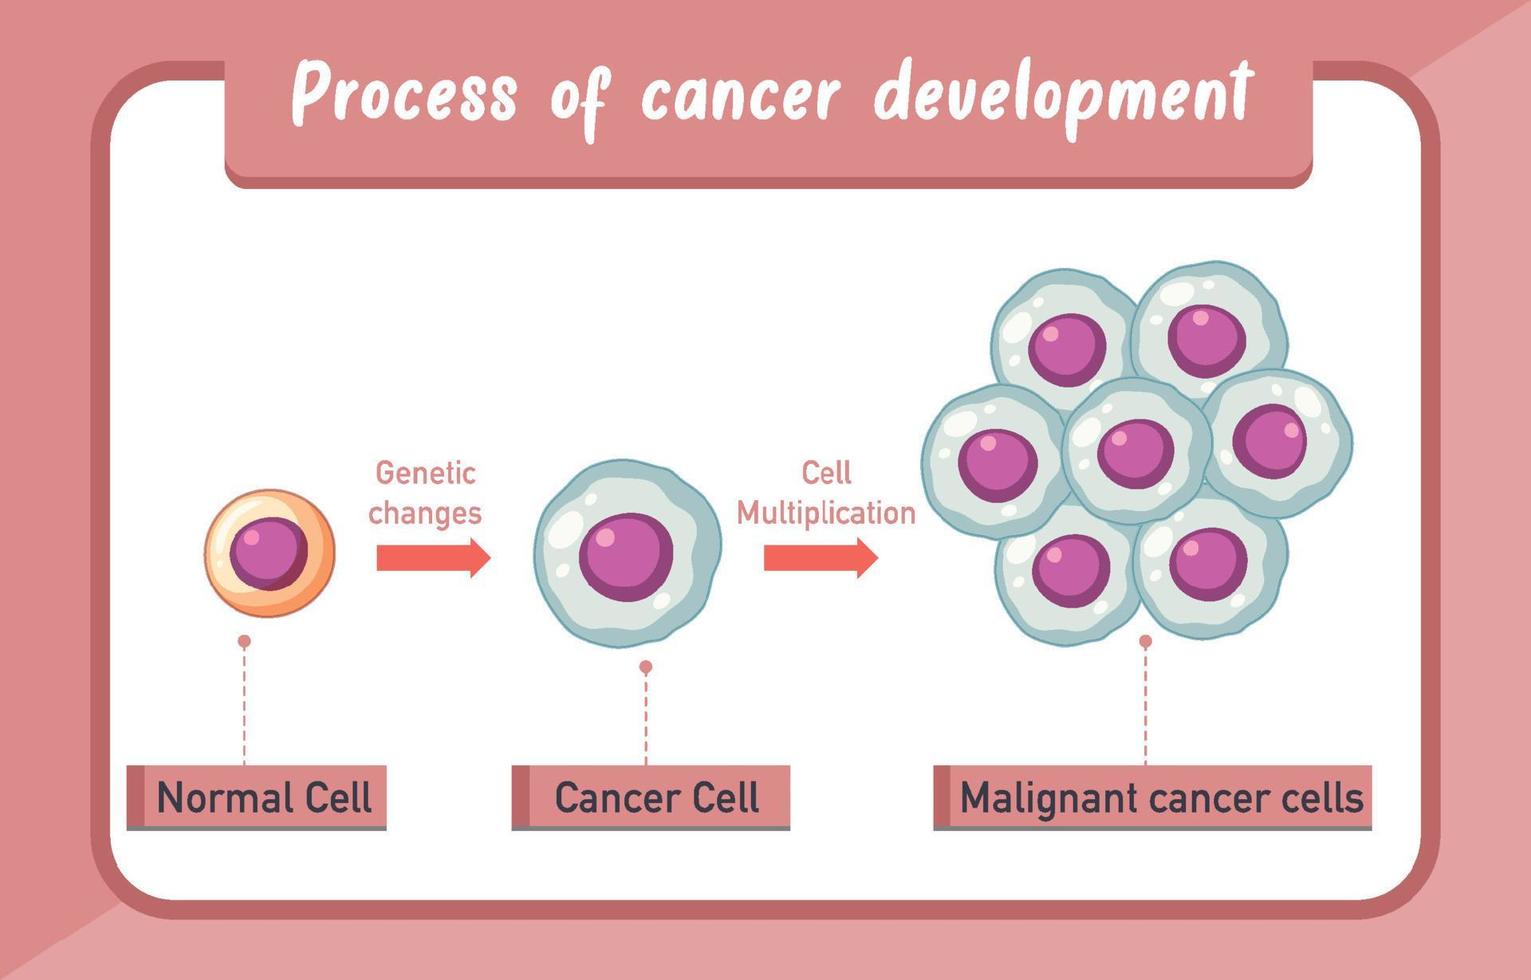 Process of cancer development
Genetic
changes
Cell
Multiplication
Normal Cell
Cancer Cell
Malignant cancer cells